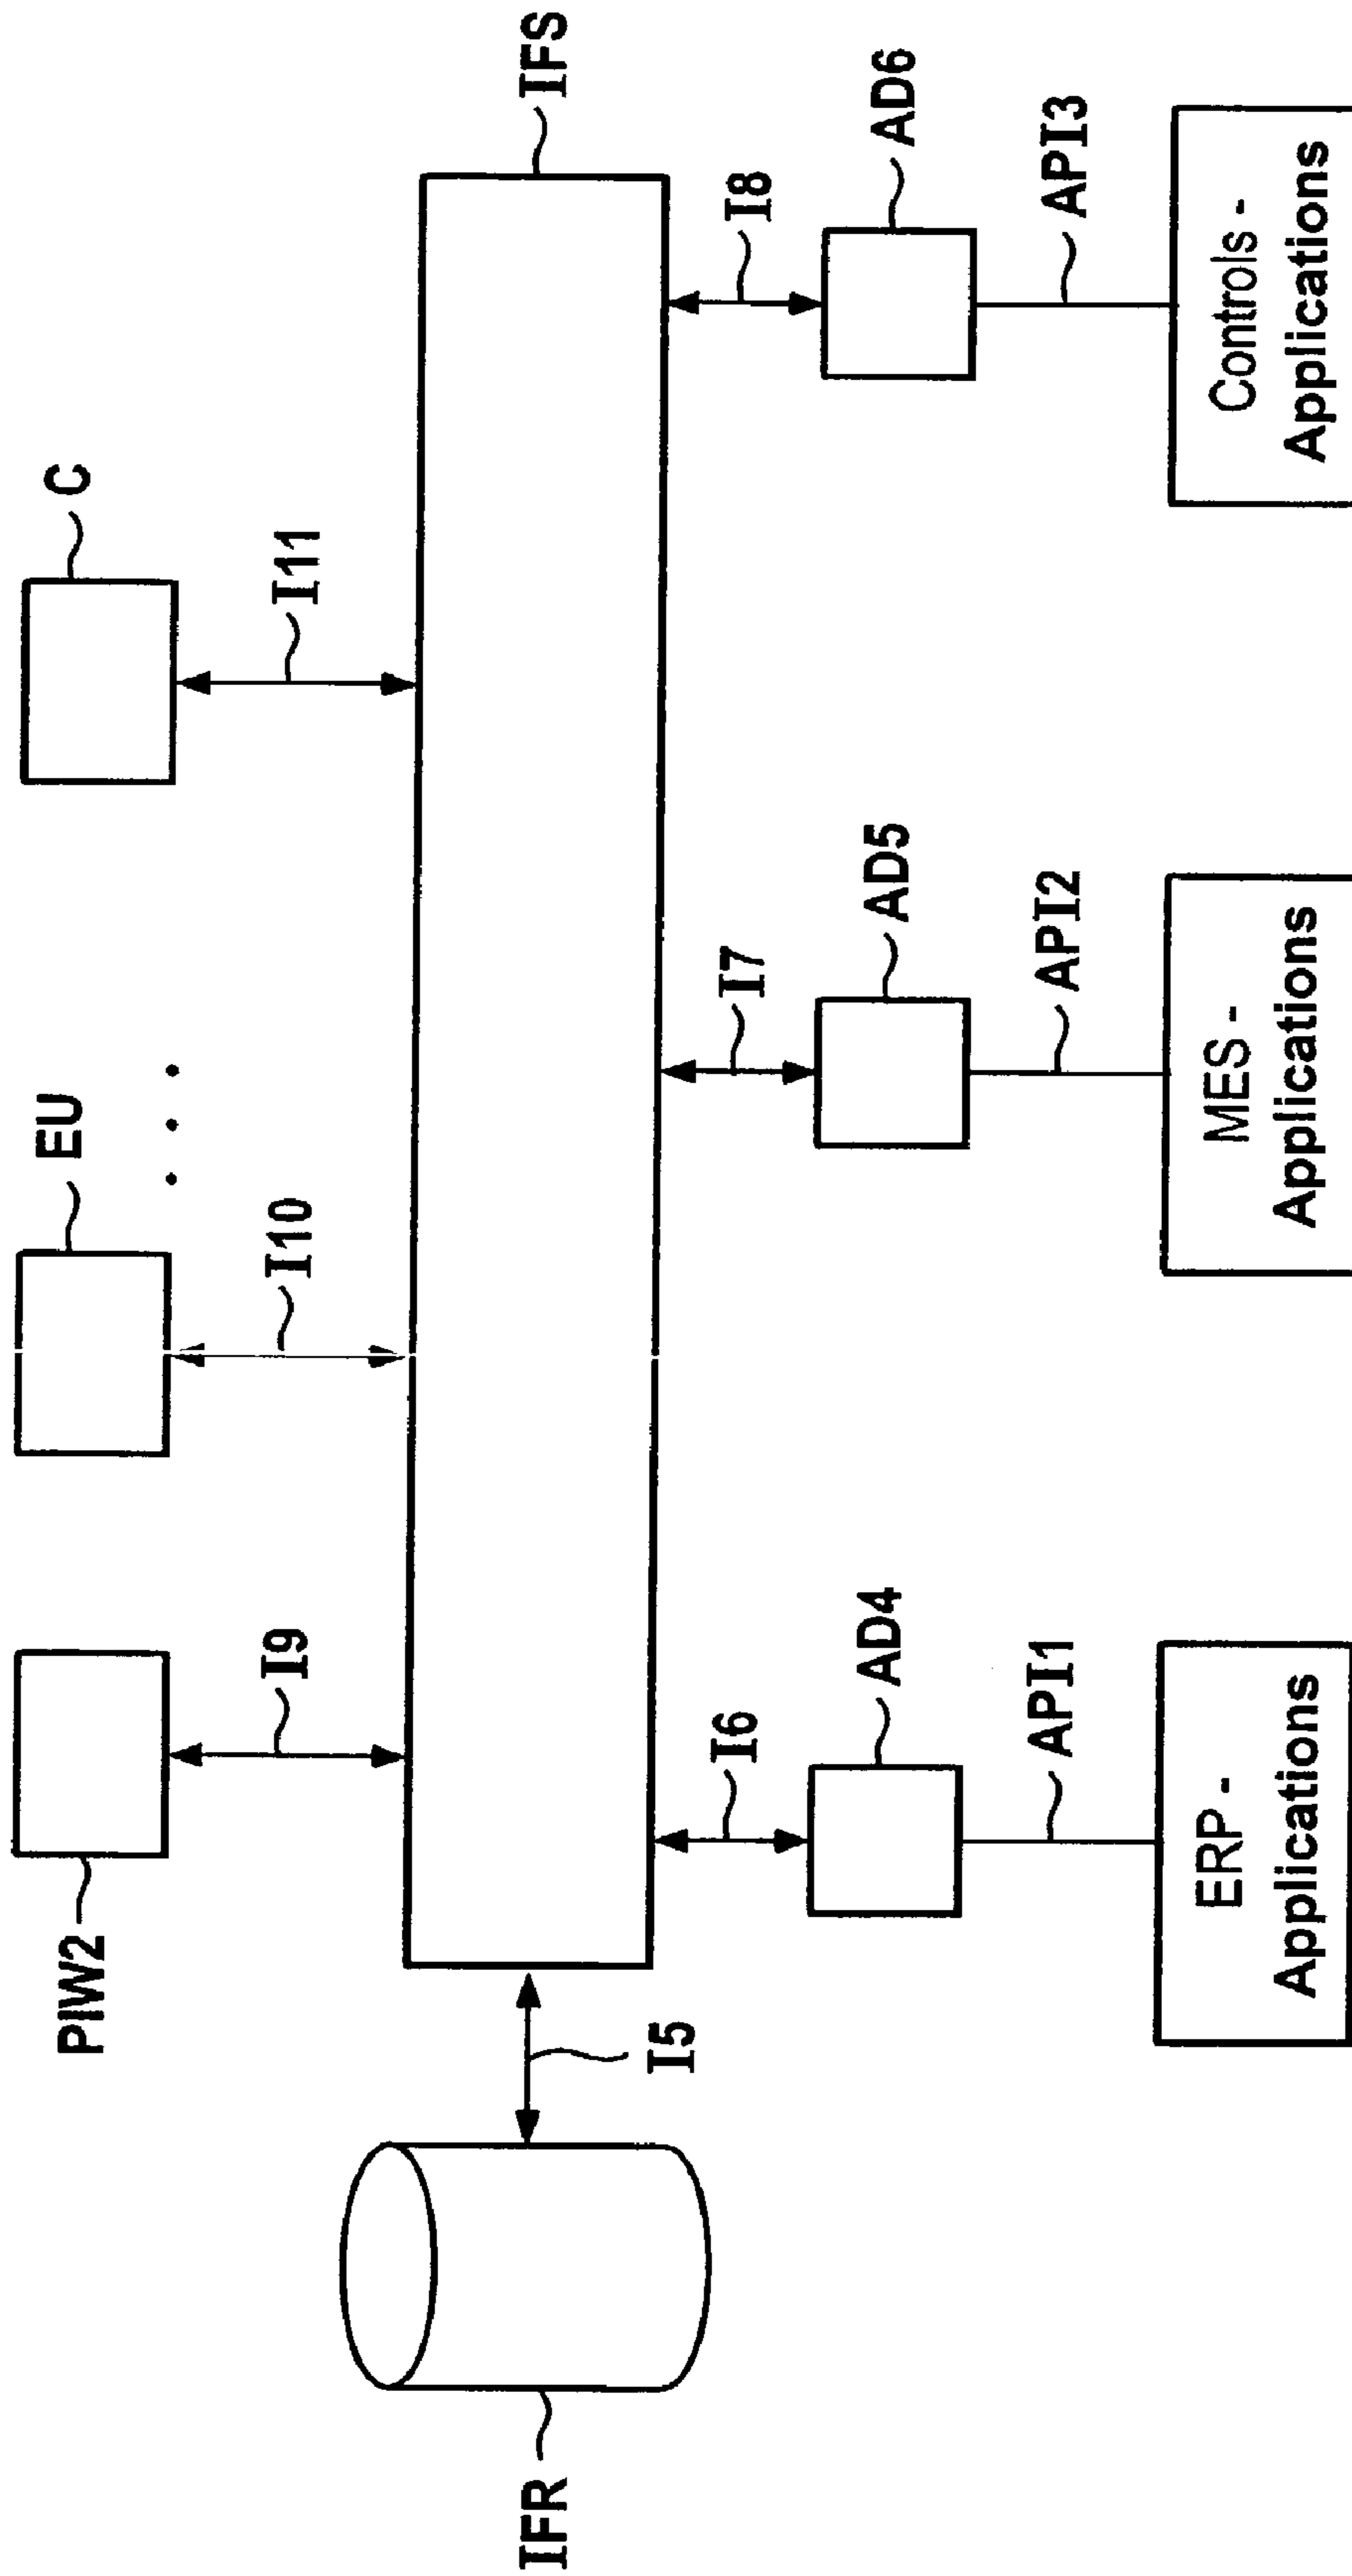 PIW2
EU
C
I9
I10
. . .
I11
IFS
IFR
I5
I6
I7
I8
AD4
AD5
AD6
API1
API2
API3
ERP -
Applications
MES -
Applications
Controls -
Applications